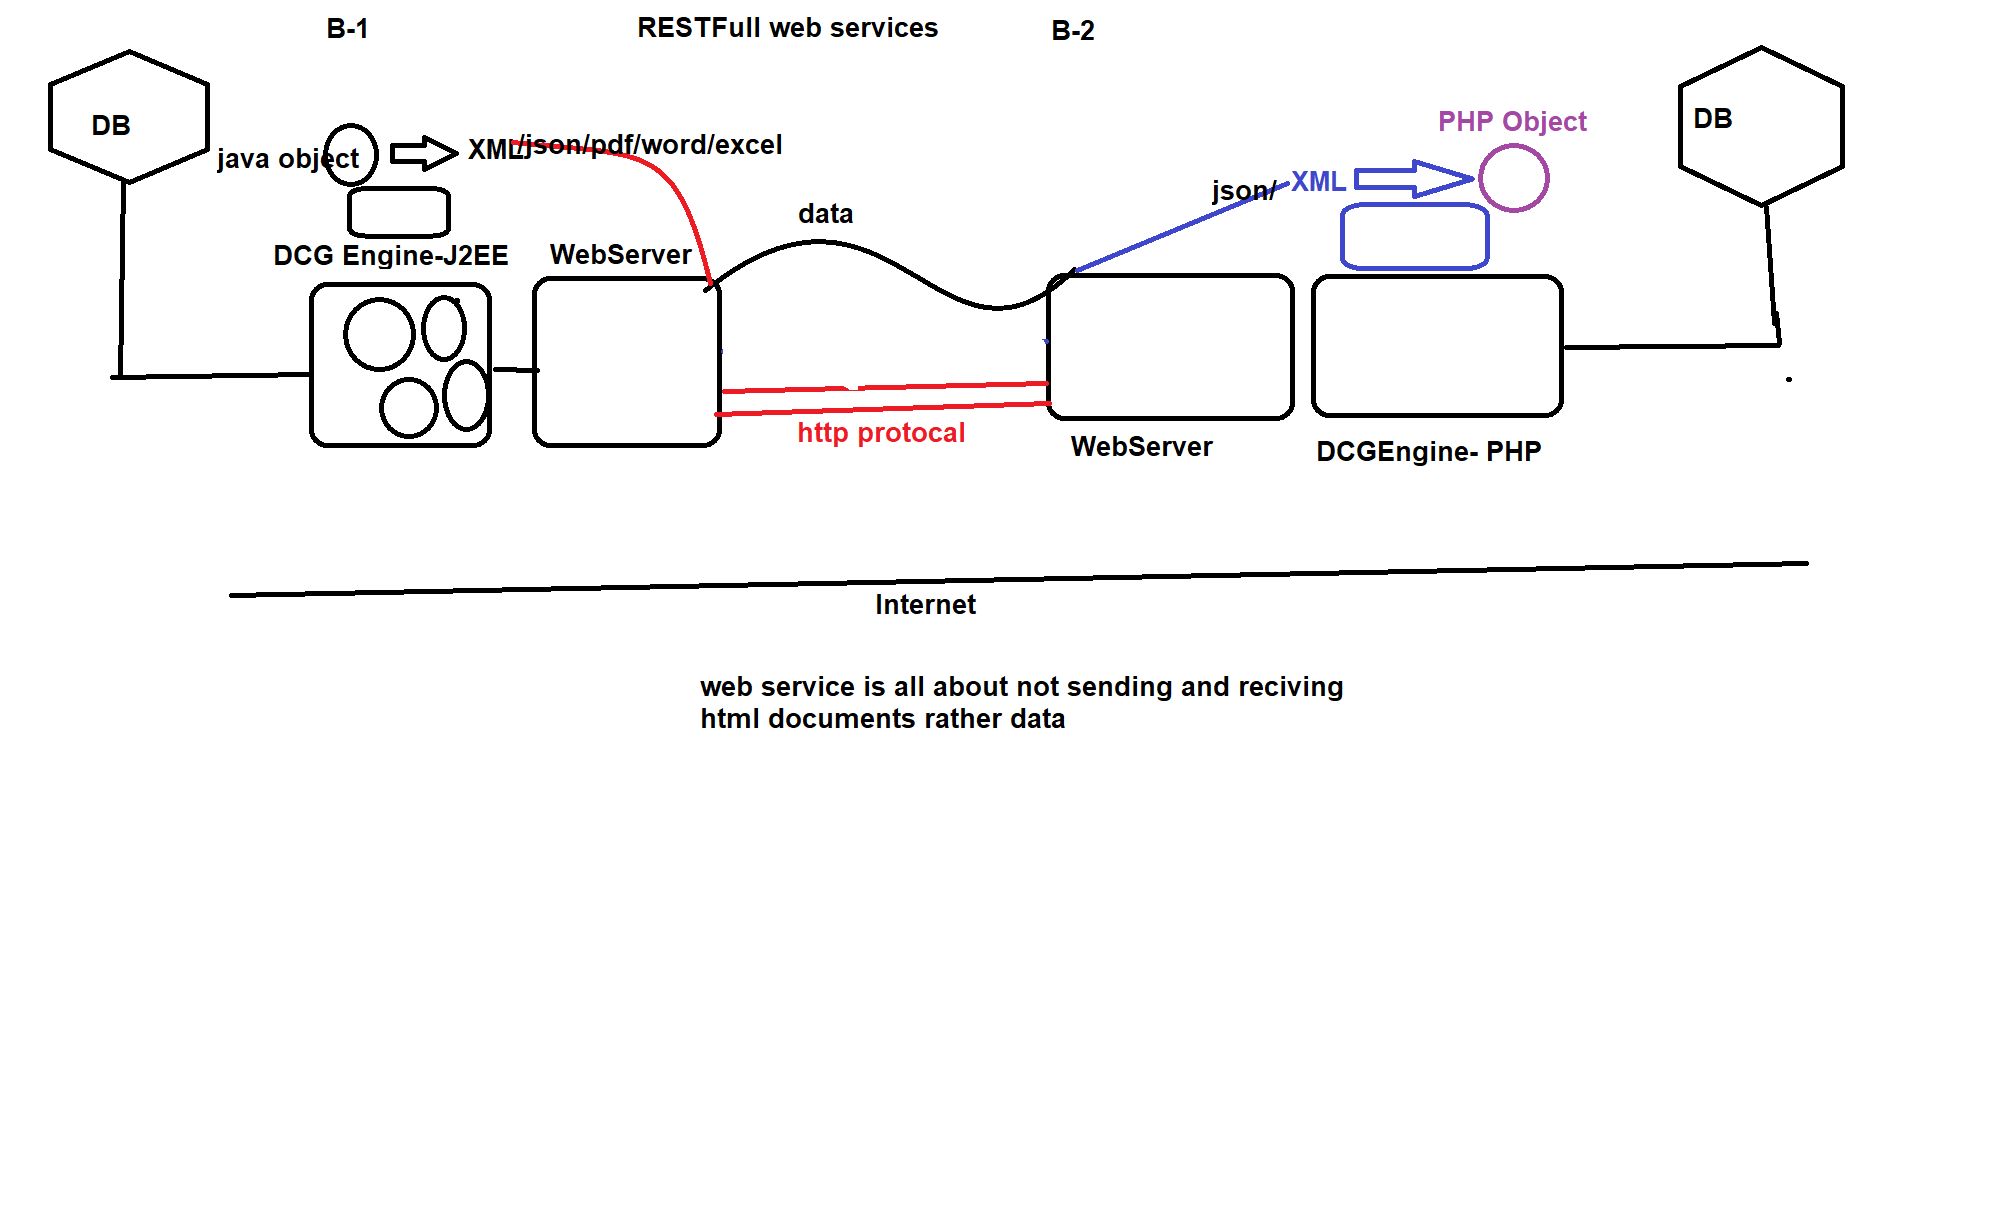 B-1
RESTFull web services
B-2
DB
java object
XML/json/pdf/word/excel
PHP Object
DB
json/
XML
data
DCG Engine-J2EE
WebServer
http protocal
WebServer
DCGEngine- PHP
Internet
web service is all about not sending and reciving
html documents rather data